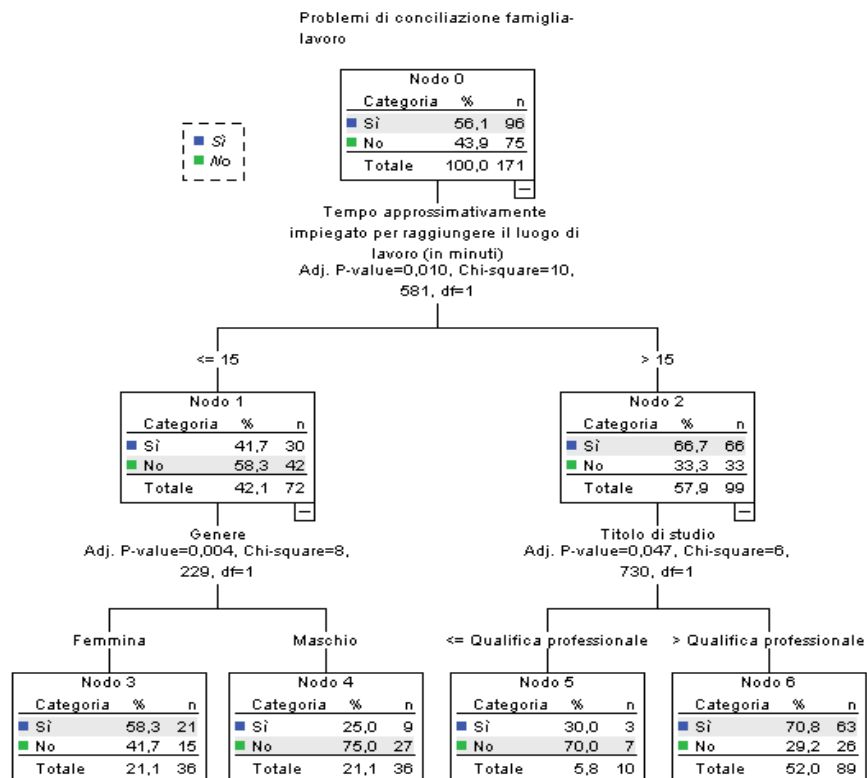 Problemi di conciliazione famiglia-
lavoro
Nodo 0
Categoria % n
Sì 56,1 96
No 43,9 75
Totale 100,0 171
Sì
No
Tempo approssimativamente
impiegato per raggiungere il luogo di
lavoro (in minuti)
Adj. P-value=0,010, Chi-square=10,
581, df=1
<= 15
> 15
Nodo 1
Categoria % n
Sì 41,7 30
No 58,3 42
Totale 42,1 72
Nodo 2
Categoria % n
Sì 66,7 66
No 33,3 33
Totale 57,9 99
Genere
Adj. P-value=0,004, Chi-square=8,
229, df=1
Titolo di studio
Adj. P-value=0,047, Chi-square=6,
730, df=1
Femmina
Maschio
<= Qualifica professionale
> Qualifica professionale
Nodo 3
Categoria % n
Sì 58,3 21
No 41,7 15
Totale 21,1 36
Nodo 4
Categoria % n
Sì 25,0 9
No 75,0 27
Totale 21,1 36
Nodo 5
Categoria % n
Sì 30,0 3
No 70,0 7
Totale 5,8 10
Nodo 6
Categoria % n
Sì 70,8 63
No 29,2 26
Totale 52,0 89